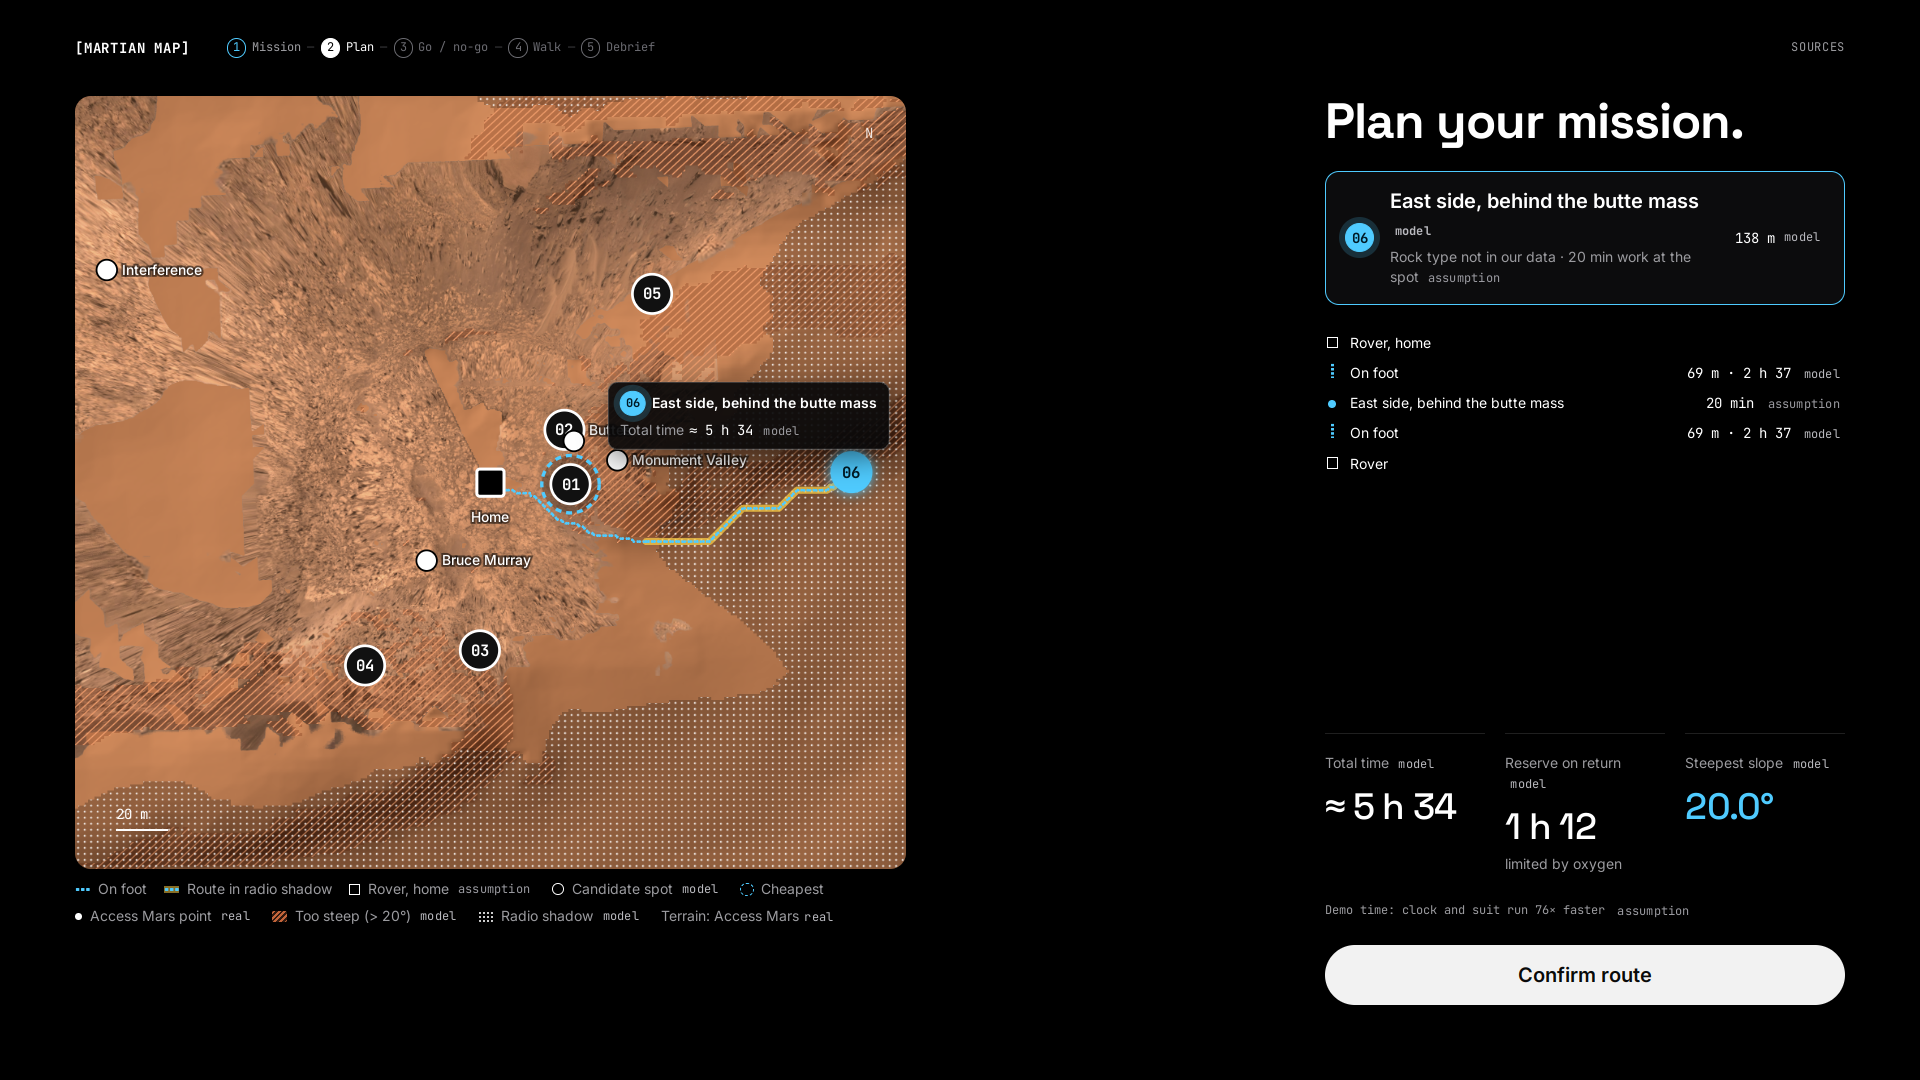 [MARTIAN MAP]
1 Mission — 2 Plan — 3 Go / no-go — 4 Walk — 5 Debrief
SOURCES
N
Interference
05
02
06 East side, behind the butte mass
Total time ≈ 5 h 34 model
Monument Valley
06
01
Home
Bruce Murray
03
04
20 m
On foot
Route in radio shadow
Rover, home assumption
Candidate spot model
Cheapest
Access Mars point real
Too steep (> 20°) model
Radio shadow model
Terrain: Access Mars real
Plan your mission.
06
East side, behind the butte mass
model
138 m model
Rock type not in our data · 20 min work at the
spot assumption
Rover, home
On foot 69 m · 2 h 37 model
East side, behind the butte mass 20 min assumption
On foot 69 m · 2 h 37 model
Rover
Total time model
≈ 5 h 34
Reserve on return
model
1 h 12
limited by oxygen
Steepest slope model
20.0°
Demo time: clock and suit run 76× faster assumption
Confirm route